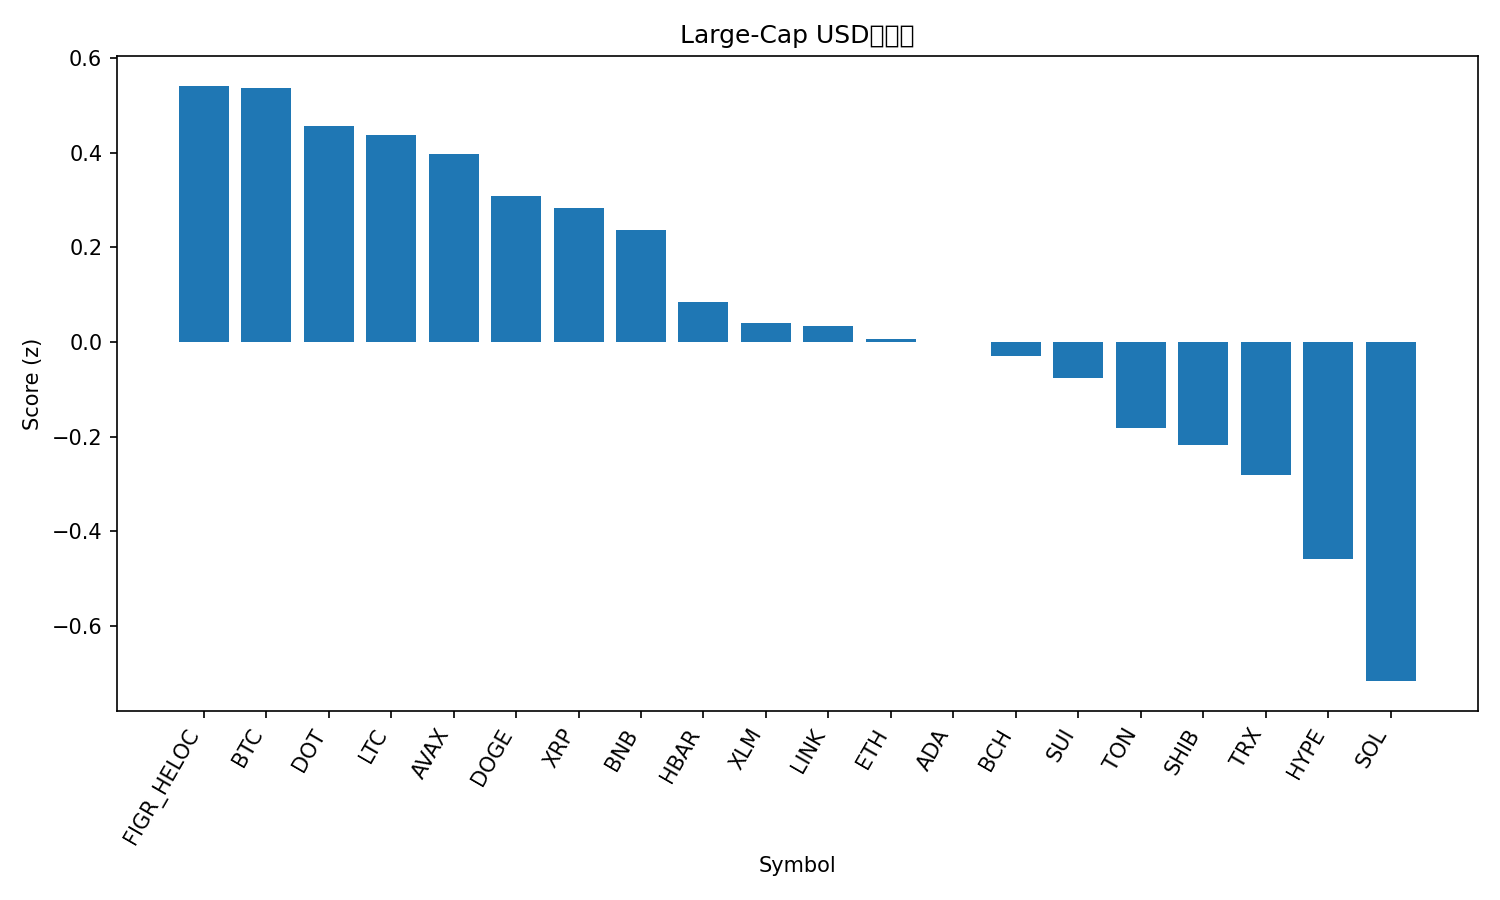 Large-Cap USD
0.6
0.4
0.2
0.0
−0.2
−0.4
−0.6
Score (z)
FIGR_HELOC
BTC
DOT
LTC
AVAX
DOGE
XRP
BNB
HBAR
XLM
LINK
ETH
ADA
BCH
SUI
TON
SHIB
TRX
HYPE
SOL
Symbol